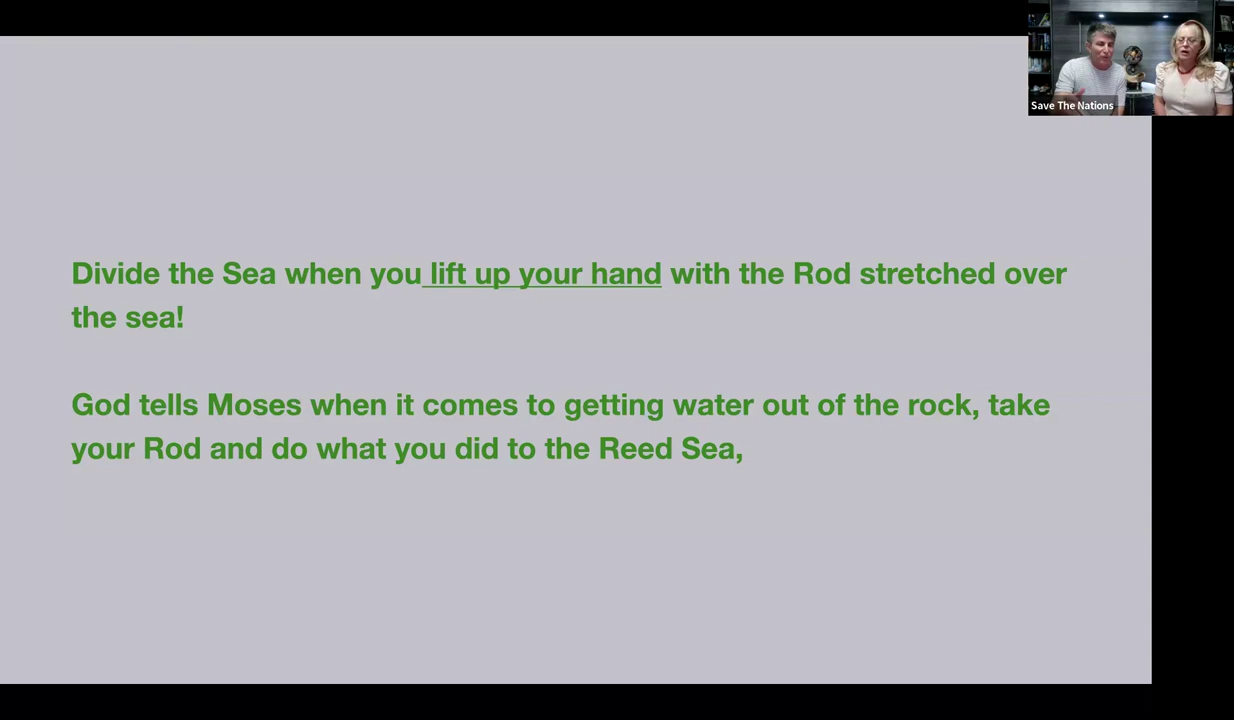 Save The Nations
Divide the Sea when you lift up your hand with the Rod stretched over
the sea!
God tells Moses when it comes to getting water out of the rock, take
your Rod and do what you did to the Reed Sea,